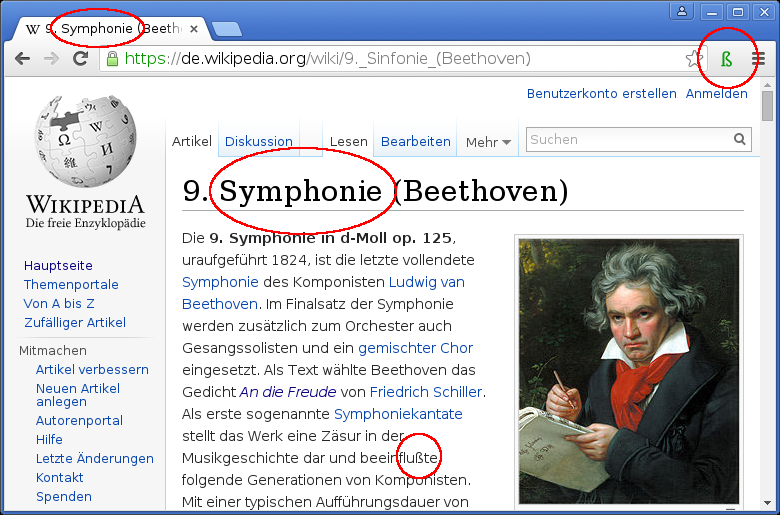 9. Symphonie (Beeth
https://de.wikipedia.org/wiki/9._Sinfonie_(Beethoven)
ß
Benutzerkonto erstellen Anmelden
Artikel Diskussion Lesen Bearbeiten Mehr Suchen
WIKIPEDIA
Die freie Enzyklopädie
Hauptseite
Themenportale
Von A bis Z
Zufälliger Artikel
Mitmachen
Artikel verbessern
Neuen Artikel
anlegen
Autorenportal
Hilfe
Letzte Änderungen
Kontakt
Spenden
9. Symphonie (Beethoven)
Die 9. Symphonie in d-Moll op. 125,
uraufgeführt 1824, ist die letzte vollendete
Symphonie des Komponisten Ludwig van
Beethoven. Im Finalsatz der Symphonie
werden zusätzlich zum Orchester auch
Gesangssolisten und ein gemischter Chor
eingesetzt. Als Text wählte Beethoven das
Gedicht An die Freude von Friedrich Schiller.
Als erste sogenannte Symphoniekantate
stellt das Werk eine Zäsur in der
Musikgeschichte dar und beeinflußte
folgende Generationen von Komponisten.
Mit einer typischen Aufführungsdauer von